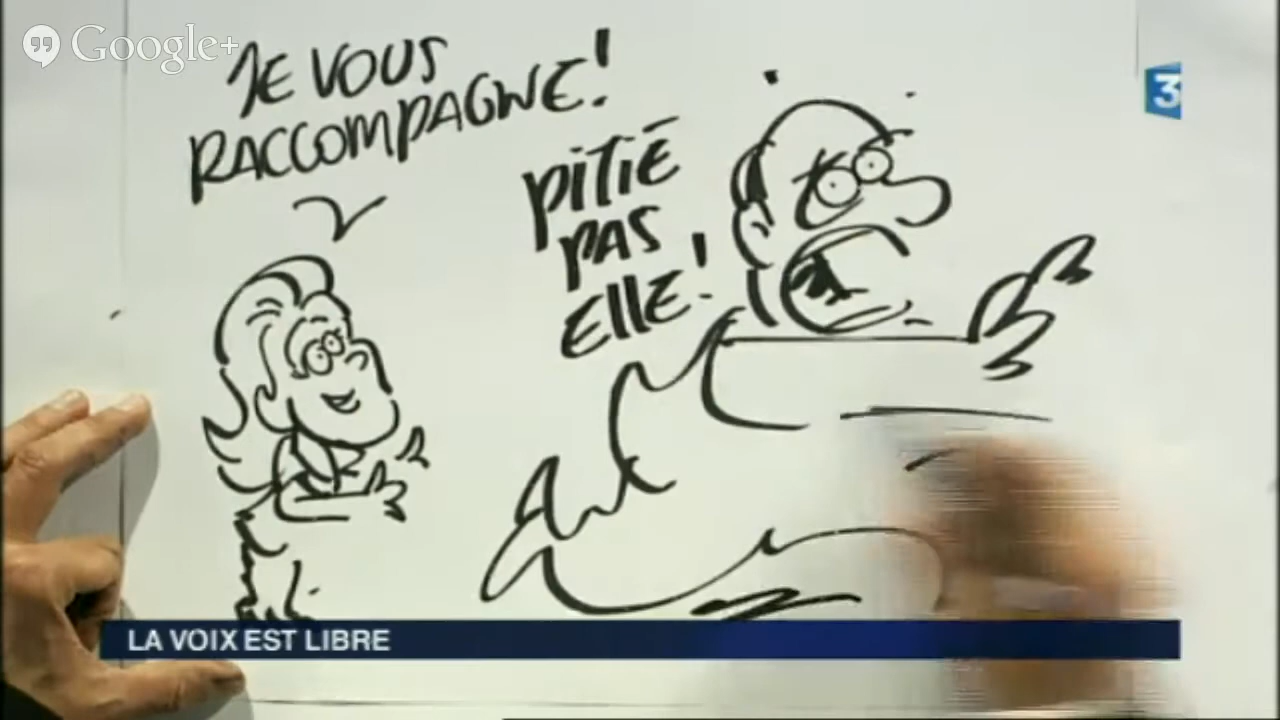 Google+
JE VOUS
RACCOMPAGNE!
3
PITIÉ
PAS
ELLE!
LA VOIX EST LIBRE